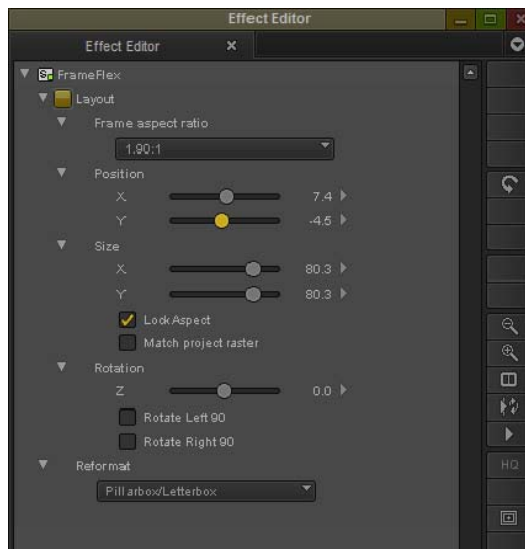 Effect Editor
Effect Editor
FrameFlex
Layout
Frame aspect ratio
1.90:1
Position
X 7.4
Y -4.5
Size
X 80.3
Y 80.3
Lock Aspect
Match project raster
Rotation
Z 0.0
Rotate Left 90
Rotate Right 90
Reformat
Pillarbox/Letterbox
HQ